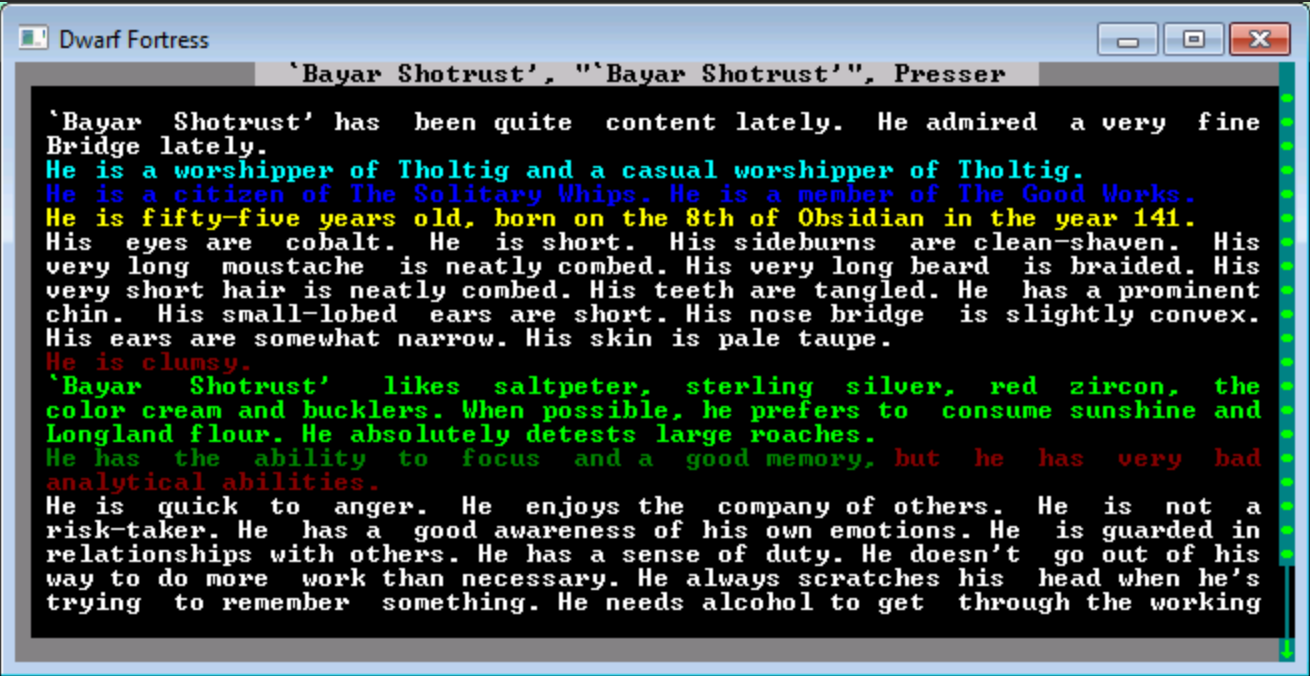 Dwarf Fortress
`Bayar Shotrust', "`Bayar Shotrust'", Presser
`Bayar Shotrust' has been quite content lately. He admired a very fine
Bridge lately.
He is a worshipper of Tholtig and a casual worshipper of Tholtig.
He is a citizen of The Solitary Whips. He is a member of The Good Works.
He is fifty-five years old, born on the 8th of Obsidian in the year 141.
His eyes are cobalt. He is short. His sideburns are clean-shaven. His
very long moustache is neatly combed. His very long beard is braided. His
very short hair is neatly combed. His teeth are tangled. He has a prominent
chin. His small-lobed ears are short. His nose bridge is slightly convex.
His ears are somewhat narrow. His skin is pale taupe.
He is clumsy.
`Bayar Shotrust' likes saltpeter, sterling silver, red zircon, the
color cream and bucklers. When possible, he prefers to consume sunshine and
Longland flour. He absolutely detests large roaches.
He has the ability to focus and a good memory, but he has very bad
analytical abilities.
He is quick to anger. He enjoys the company of others. He is not a
risk-taker. He has a good awareness of his own emotions. He is guarded in
relationships with others. He has a sense of duty. He doesn't go out of his
way to do more work than necessary. He always scratches his head when he's
trying to remember something. He needs alcohol to get through the working